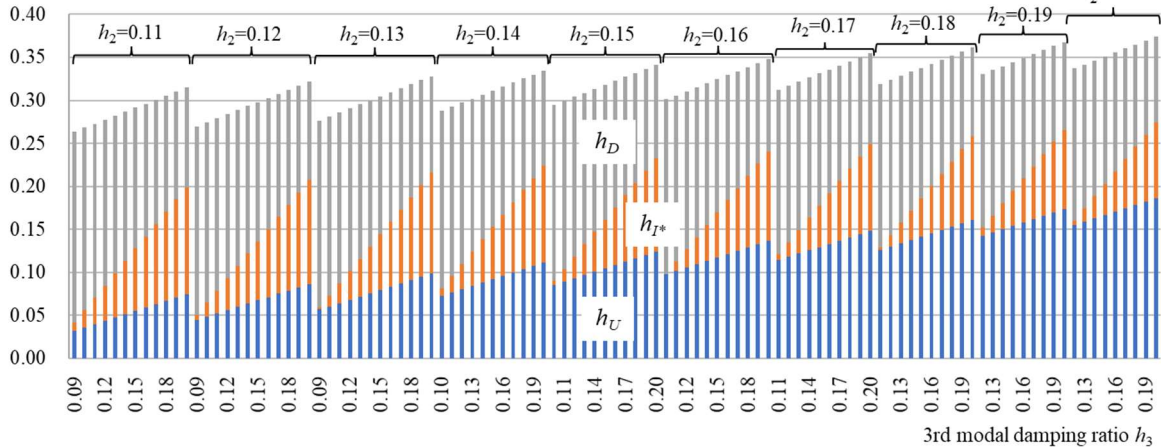 0.40
0.35
0.30
0.25
0.20
0.15
0.10
0.05
0.00
h₂=0.11
h₂=0.12
h₂=0.13
h₂=0.14
h₂=0.15
h₂=0.16
h₂=0.17
h₂=0.18
h₂=0.19
h_D
h_I*
h_U
0.09 0.12 0.15 0.18 0.09 0.12 0.15 0.18 0.09 0.13 0.16 0.19 0.10 0.13 0.16 0.19 0.11 0.14 0.17 0.20 0.12 0.15 0.18 0.11 0.14 0.17 0.20 0.13 0.16 0.19 0.13 0.16 0.19 0.13 0.16 0.19
3rd modal damping ratio h₃